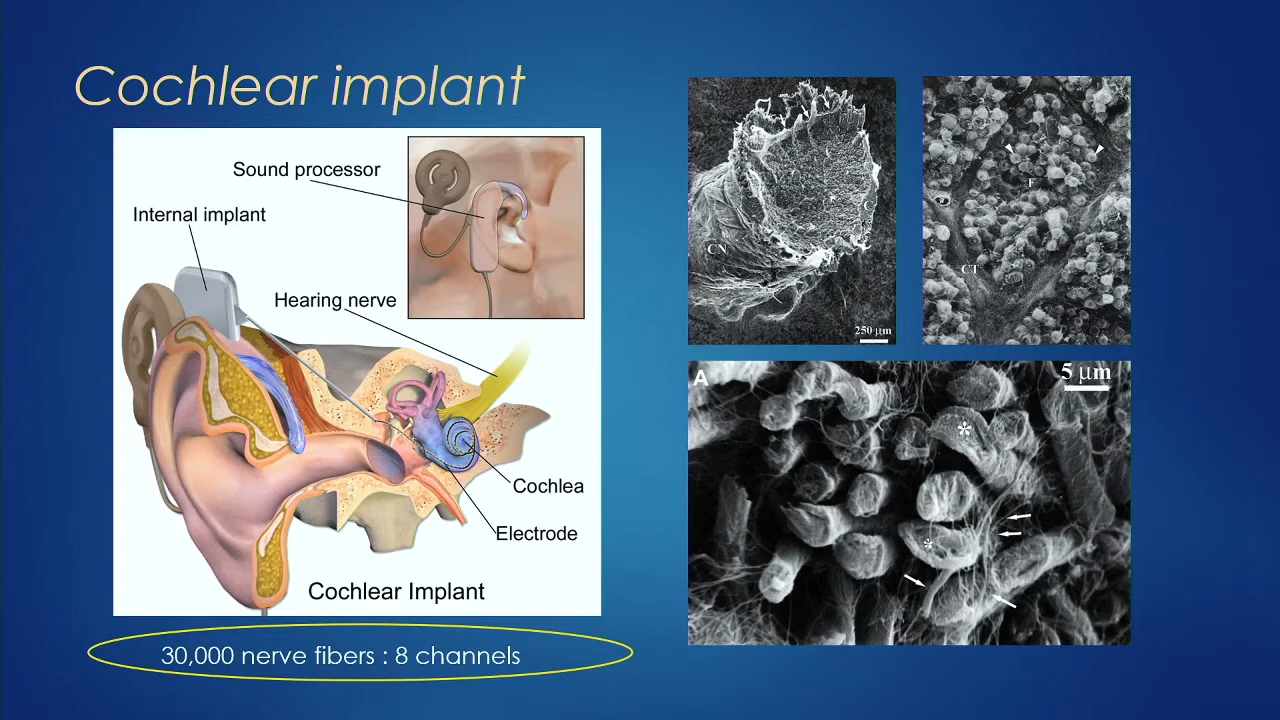 Cochlear implant
Sound processor
Internal implant
Hearing nerve
Cochlea
Electrode
Cochlear Implant
30,000 nerve fibers : 8 channels
CN
250 μm
F
CT
A
5 μm
*
*